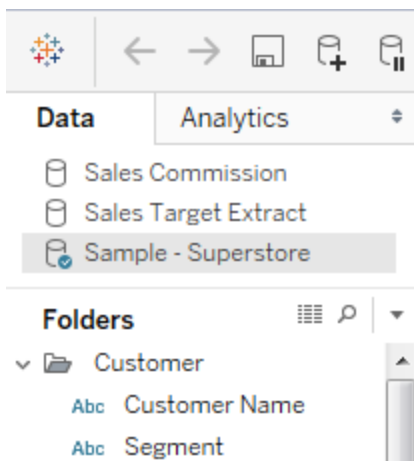 Data Analytics
Sales Commission
Sales Target Extract
Sample - Superstore
Folders
Customer
Abc Customer Name
Abc Segment